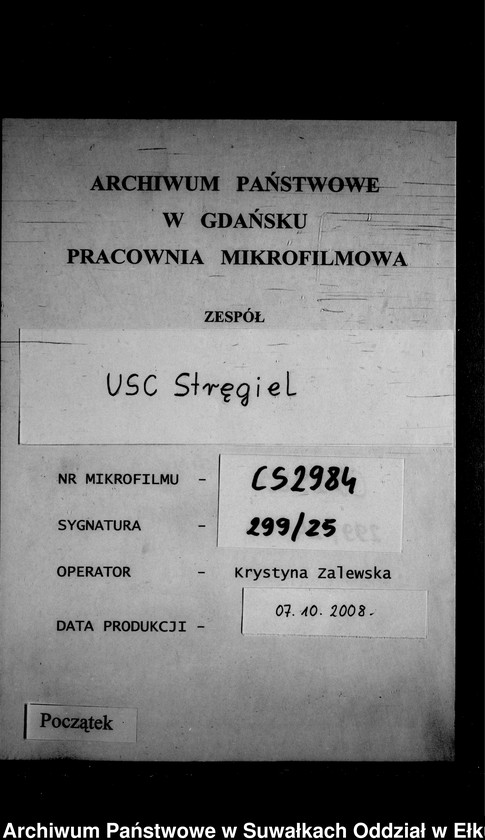 ARCHIWUM PAŃSTWOWE
W GDAŃSKU
PRACOWNIA MIKROFILMOWA
ZESPÓŁ
USC Stręgiel
NR MIKROFILMU - CS2984
SYGNATURA - 299/25
OPERATOR - Krystyna Zalewska
DATA PRODUKCJI - 07.10.2008.
Początek
Archiwum Państwowe w Suwałkach Oddział w Ełk